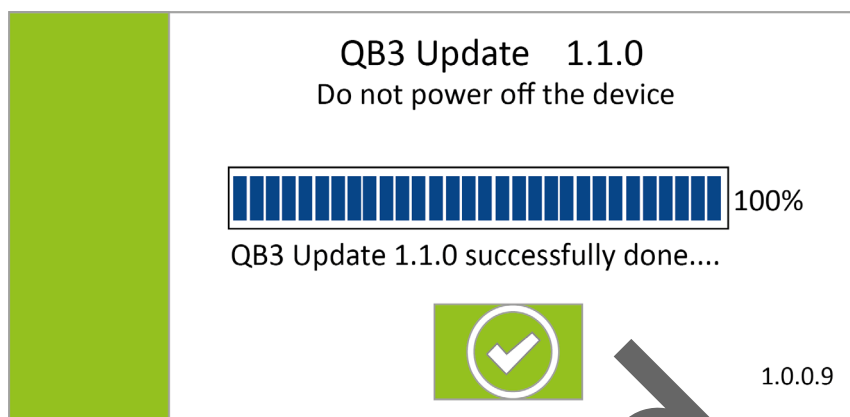 QB3 Update 1.1.0
Do not power off the device
100%
QB3 Update 1.1.0 successfully done....
1.0.0.9